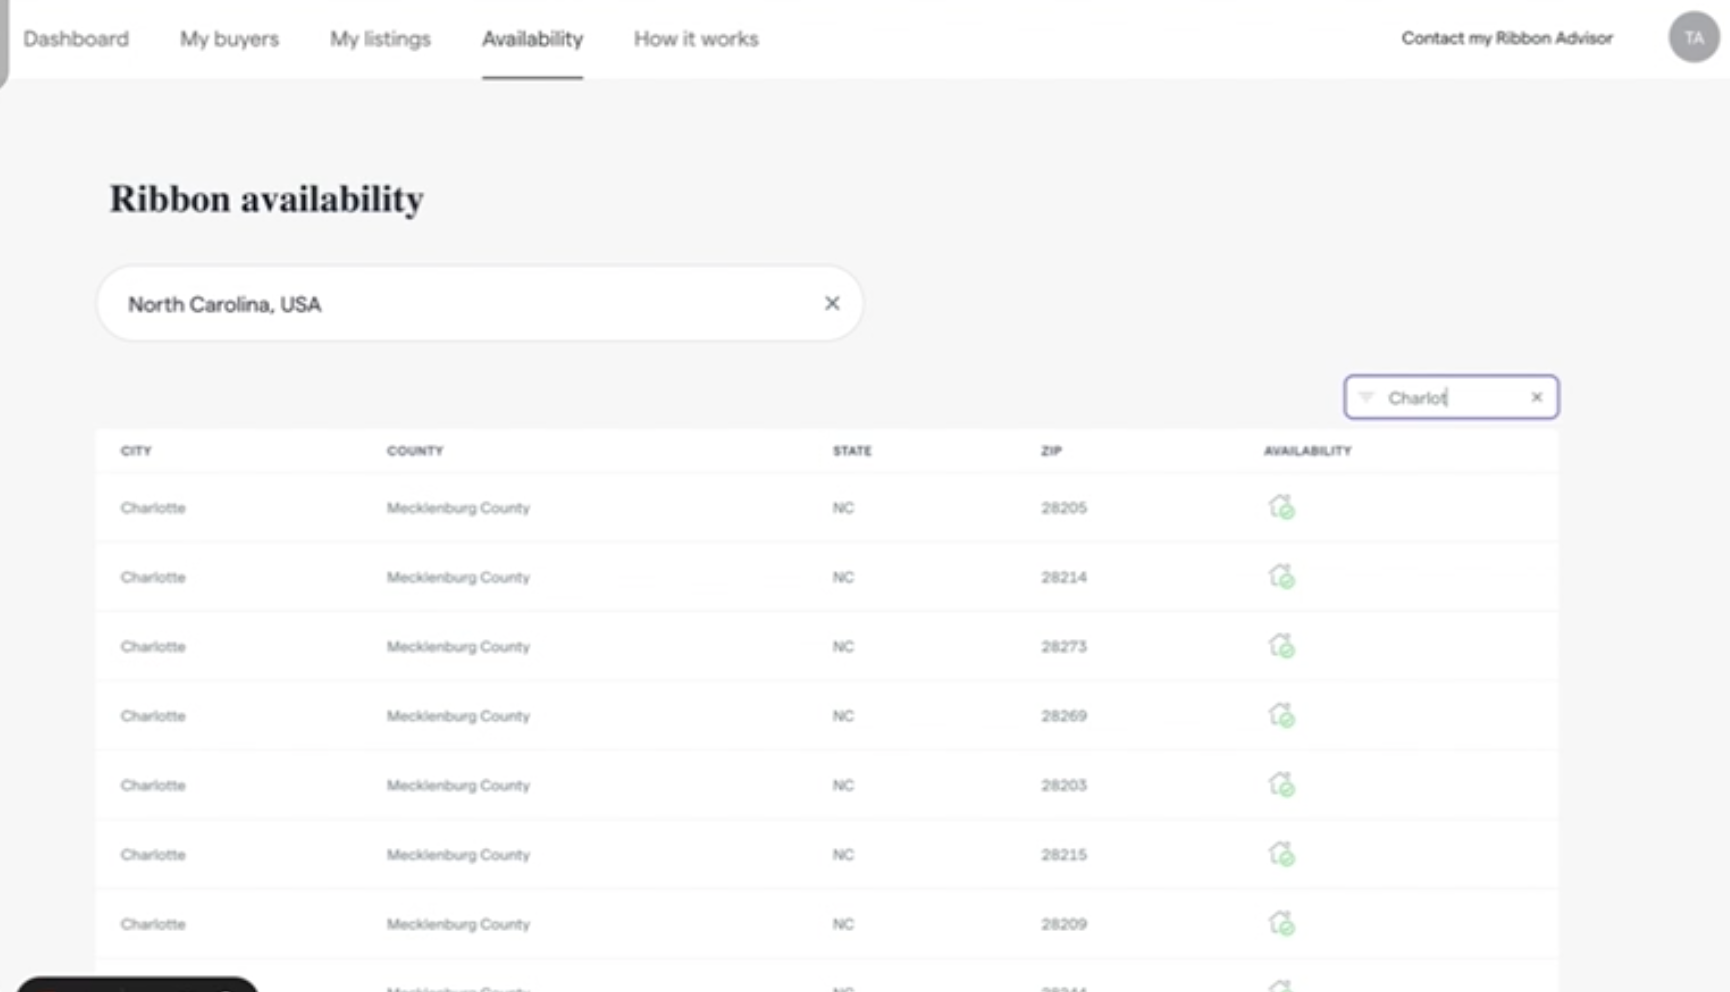 Dashboard My buyers My listings Availability How it works Contact my Ribbon Advisor TA
Ribbon availability
North Carolina, USA
Charlot
CITY COUNTY STATE ZIP AVAILABILITY
Charlotte Mecklenburg County NC 28205
Charlotte Mecklenburg County NC 28214
Charlotte Mecklenburg County NC 28273
Charlotte Mecklenburg County NC 28269
Charlotte Mecklenburg County NC 28203
Charlotte Mecklenburg County NC 28215
Charlotte Mecklenburg County NC 28209
Mecklenburg County NC